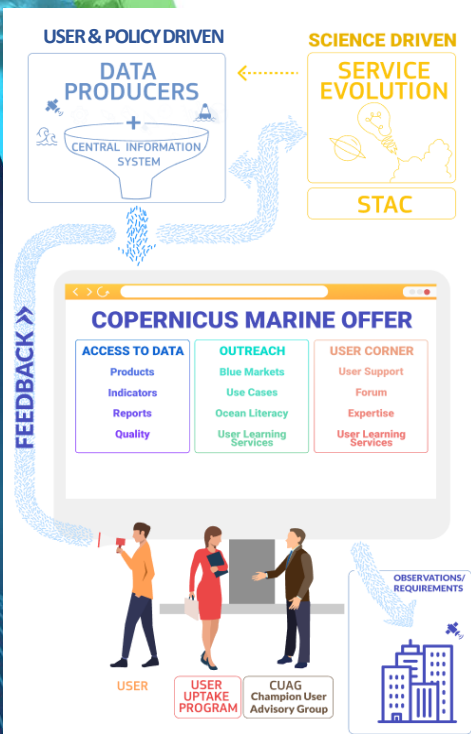 USER & POLICY DRIVEN
SCIENCE DRIVEN
DATA
PRODUCERS
+
CENTRAL INFORMATION
SYSTEM
SERVICE
EVOLUTION
STAC
FEEDBACK >>
COPERNICUS MARINE OFFER
ACCESS TO DATA
Products
Indicators
Reports
Quality
OUTREACH
Blue Markets
Use Cases
Ocean Literacy
User Learning
Services
USER CORNER
User Support
Forum
Expertise
User Learning
Services
OBSERVATIONS/
REQUIREMENTS
USER
USER
UPTAKE
PROGRAM
CUAG
Champion User
Advisory Group